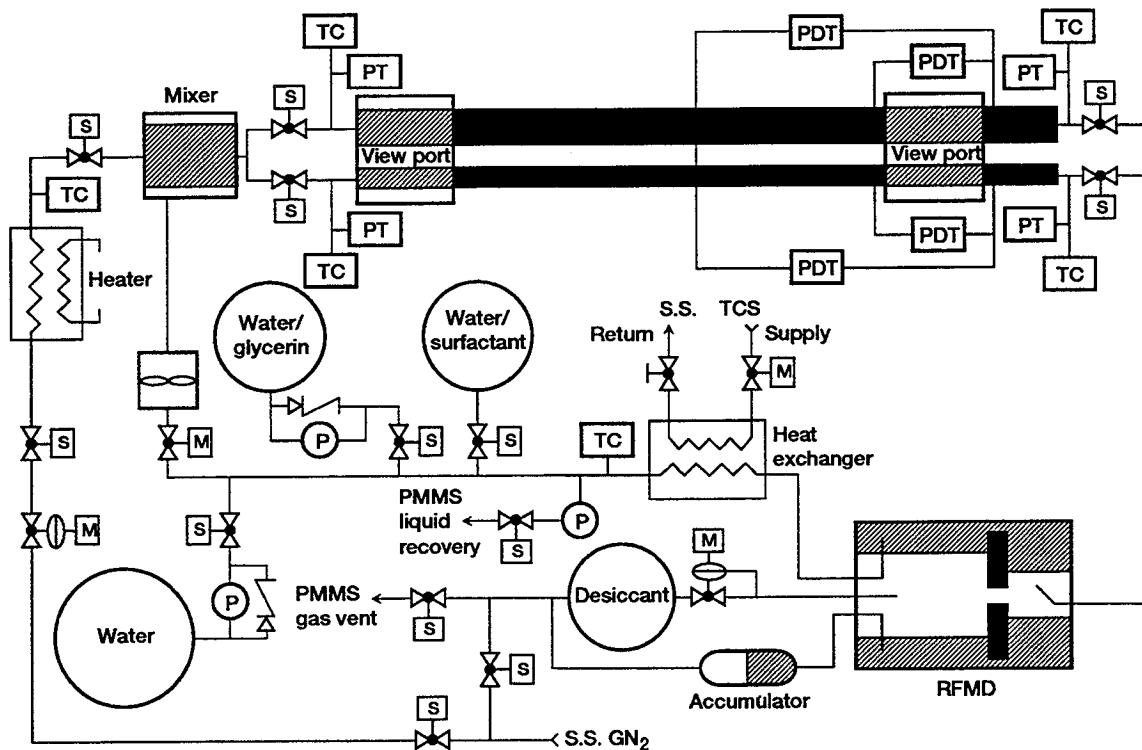 TC
TC
PDT
PT
PDT
PT
Mixer
S
S
S
View port
View port
TC
S
S
PT
PT
PDT
Heater
TC
PDT
TC
S.S.
TCS
Water/
glycerin
Water/
surfactant
Return
Supply
M
S
M
P
S
S
TC
Heat
exchanger
PMMS
liquid
recovery
P
S
M
S
M
P
PMMS
gas vent
S
Desiccant
Water
S
Accumulator
RFMD
S
S.S. GN₂